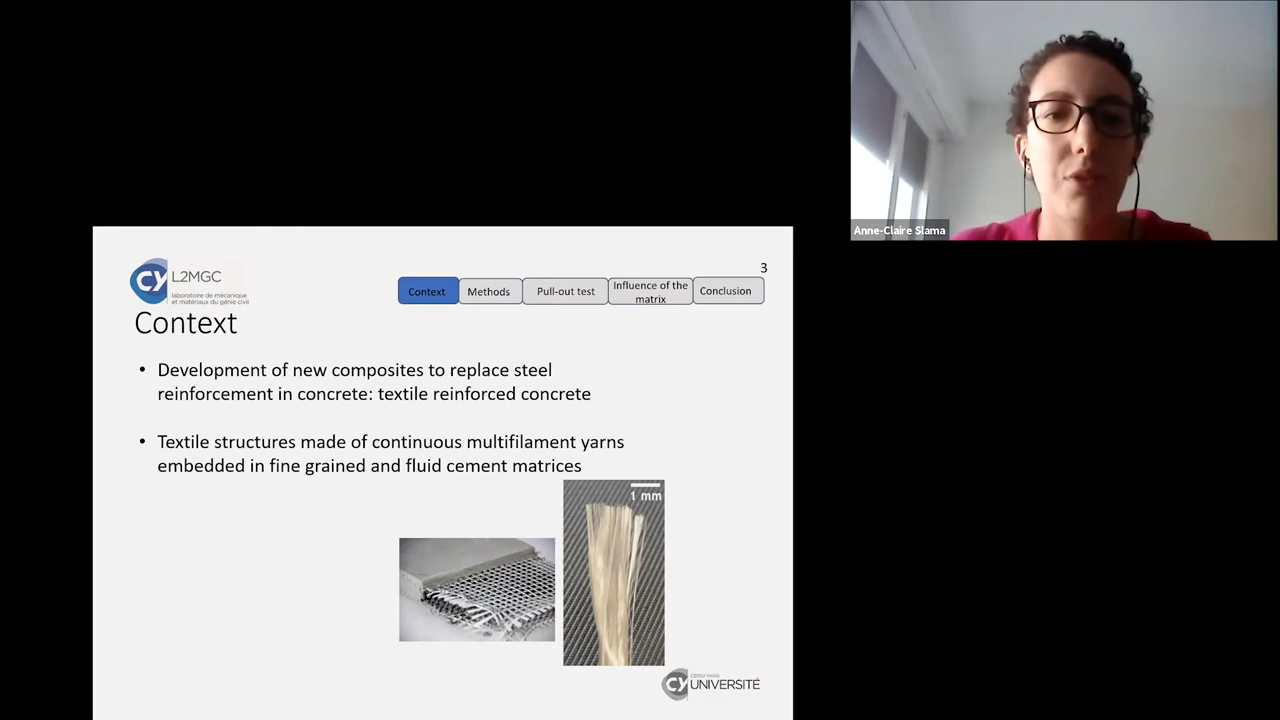 Anne-Claire Slama
3
CY
L2MGC
laboratoire de mécanique
et matériaux du génie civil
Context
Methods
Pull-out test
Influence of the
matrix
Conclusion
Context
• Development of new composites to replace steel
reinforcement in concrete: textile reinforced concrete
• Textile structures made of continuous multifilament yarns
embedded in fine grained and fluid cement matrices
1 mm
CERGY PARIS
CY UNIVERSITÉ